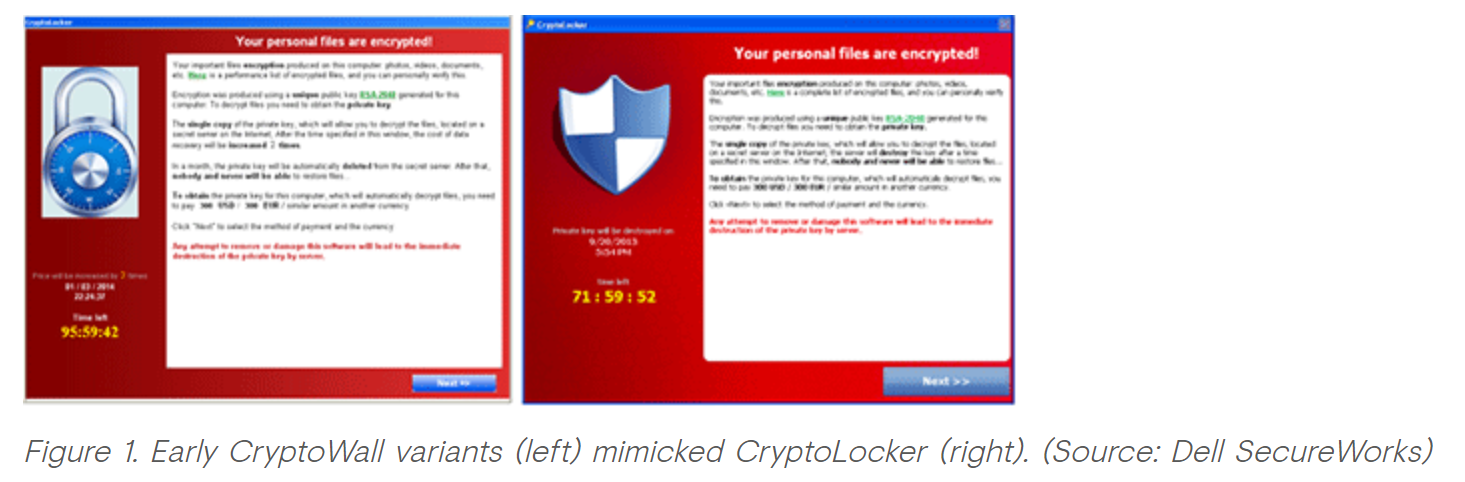 CryptoLocker
Your personal files are encrypted!
Your important files encryption produced on this computer: photos, videos, documents,
etc. Here is a performance list of encrypted files, and you can personally verify this.
Encryption was produced using a unique public key RSA-2048 generated for this
computer. To decrypt files you need to obtain the private key.
The single copy of the private key, which will allow you to decrypt the files, located on a
secret server on the Internet. After the time specified in this window, the cost of data
recovery will be increased 2 times.
In a month, the private key will be automatically deleted from the secret server. After that,
nobody and never will be able to restore files...
To obtain the private key for this computer, which will automatically decrypt files, you need
to pay 300 USD / 300 EUR / similar amount in another currency.
Click "Next" to select the method of payment and the currency.
Any attempt to remove or damage this software will lead to the immediate
destruction of the private key by server.
Price will be increased by 2 times
01 / 03 / 2014
22:24:37
Time left
95:59:42
Next >>
CryptoLocker
Your personal files are encrypted!
Your important files encryption produced on this computer: photos, videos,
documents, etc. Here is a complete list of encrypted files, and you can personally verify
this.
Encryption was produced using a unique public key RSA-2048 generated for this
computer. To decrypt files you need to obtain the private key.
The single copy of the private key, which will allow you to decrypt the files, located
on a secret server on the Internet; the server will destroy the key after a time
specified in this window. After that, nobody and never will be able to restore files...
To obtain the private key for this computer, which will automatically decrypt files, you
need to pay 300 USD / 300 EUR / similar amount in another currency.
Click «Next» to select the method of payment and the currency.
Any attempt to remove or damage this software will lead to the immediate
destruction of the private key by server.
Private key will be destroyed on
9/20/2013
5:54 PM
Time left
71 : 59 : 52
Next >>
Figure 1. Early CryptoWall variants (left) mimicked CryptoLocker (right). (Source: Dell SecureWorks)